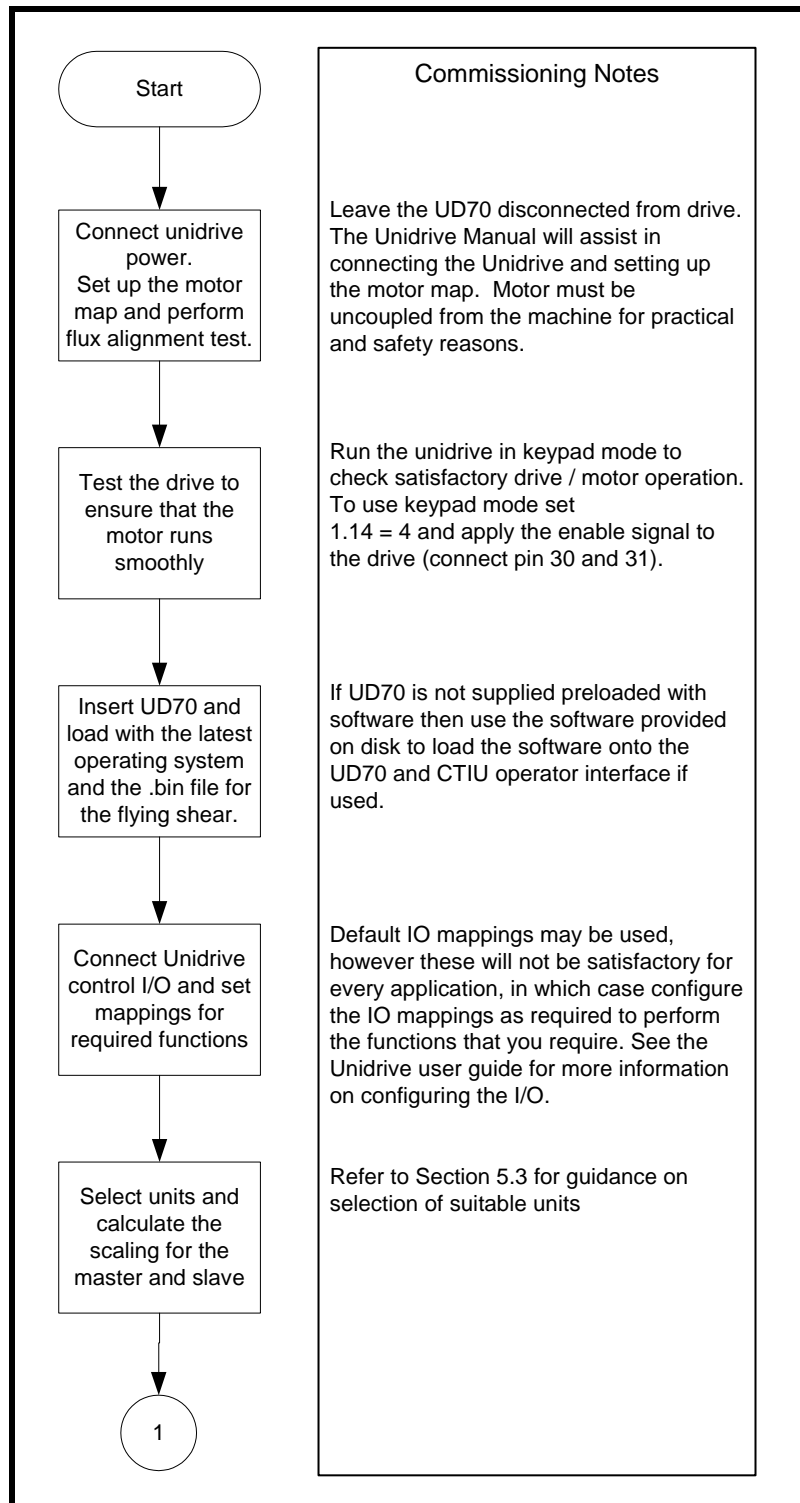 Start
Commissioning Notes
Connect unidrive
power.
Set up the motor
map and perform
flux alignment test.
Leave the UD70 disconnected from drive.
The Unidrive Manual will assist in
connecting the Unidrive and setting up
the motor map.  Motor must be
uncoupled from the machine for practical
and safety reasons.
Test the drive to
ensure that the
motor runs
smoothly
Run the unidrive in keypad mode to
check satisfactory drive / motor operation.
To use keypad mode set
1.14 = 4 and apply the enable signal to
the drive (connect pin 30 and 31).
Insert UD70 and
load with the latest
operating system
and the .bin file for
the flying shear.
If UD70 is not supplied preloaded with
software then use the software provided
on disk to load the software onto the
UD70 and CTIU operator interface if
used.
Connect Unidrive
control I/O and set
mappings for
required functions
Default IO mappings may be used,
however these will not be satisfactory for
every application, in which case configure
the IO mappings as required to perform
the functions that you require. See the
Unidrive user guide for more information
on configuring the I/O.
Select units and
calculate the
scaling for the
master and slave
Refer to Section 5.3 for guidance on
selection of suitable units
1